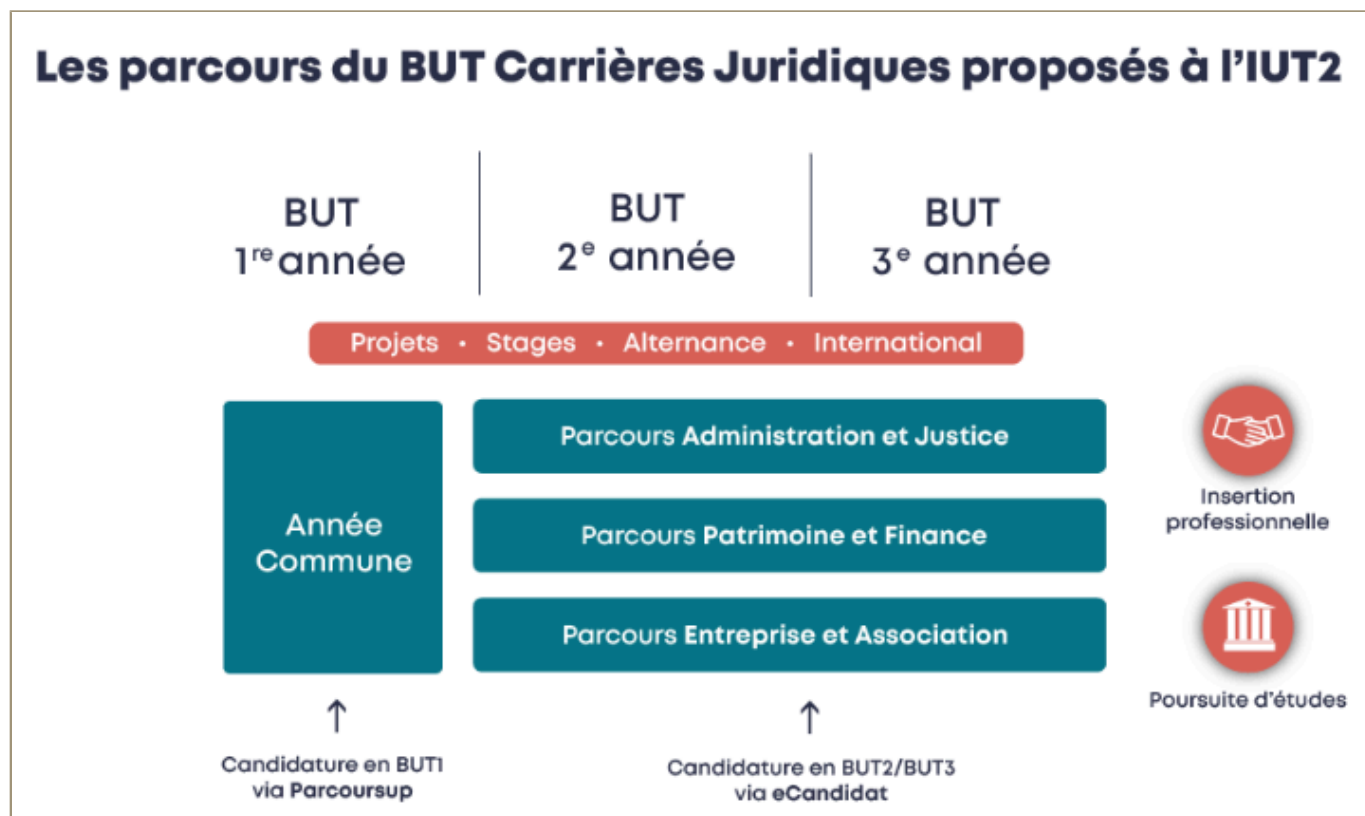 Les parcours du BUT Carrières Juridiques proposés à l'IUT2
BUT
1re année
BUT
2e année
BUT
3e année
Projets · Stages · Alternance · International
Année
Commune
Parcours Administration et Justice
Parcours Patrimoine et Finance
Parcours Entreprise et Association
Insertion
professionnelle
Poursuite d'études
Candidature en BUT1
via Parcoursup
Candidature en BUT2/BUT3
via eCandidat